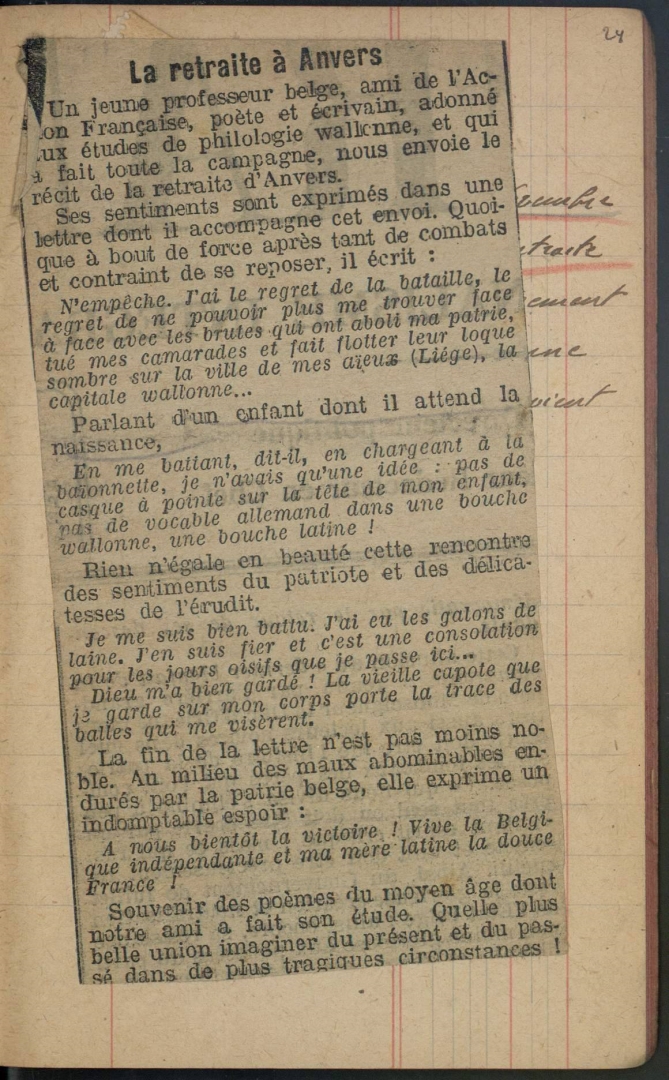 24
La retraite à Anvers
Un jeune professeur belge, ami de l'Ac-
on Française, poète et écrivain, adonné
ux études de philologie wallonne, et qui
a fait toute la campagne, nous envoie le
récit de la retraite d'Anvers.
Ses sentiments sont exprimés dans une
lettre dont il accompagne cet envoi. Quoi-
que à bout de force après tant de combats
et contraint de se reposer, il écrit :
N'empêche. J'ai le regret de la bataille, le
regret de ne pouvoir plus me trouver face
à face avec les brutes qui ont aboli ma patrie,
tué mes camarades et fait flotter leur loque
sombre sur la ville de mes aïeux (Liége), la
capitale wallonne...
Parlant d'un enfant dont il attend la
naissance,
En me battant, dit-il, en chargeant à la
baïonnette, je n'avais qu'une idée : pas de
casque à pointe sur la tête de mon enfant,
pas de vocable allemand dans une bouche
wallonne, une bouche latine !
Rien n'égale en beauté cette rencontre
des sentiments du patriote et des délica-
tesses de l'érudit.
Je me suis bien battu. J'ai eu les galons de
laine. J'en suis fier et c'est une consolation
pour les jours oisifs que je passe ici...
Dieu m'a bien gardé ! La vieille capote que
je garde sur mon corps porte la trace des
balles qui me visèrent.
La fin de la lettre n'est pas moins no-
ble. Au milieu des maux abominables en-
durés par la patrie belge, elle exprime un
indomptable espoir :
A nous bientôt la victoire ! Vive la Belgi-
que indépendante et ma mère latine la douce
France !
Souvenir des poèmes du moyen âge dont
notre ami a fait son étude. Quelle plus
belle union imaginer du présent et du pas-
sé dans de plus tragiques circonstances !